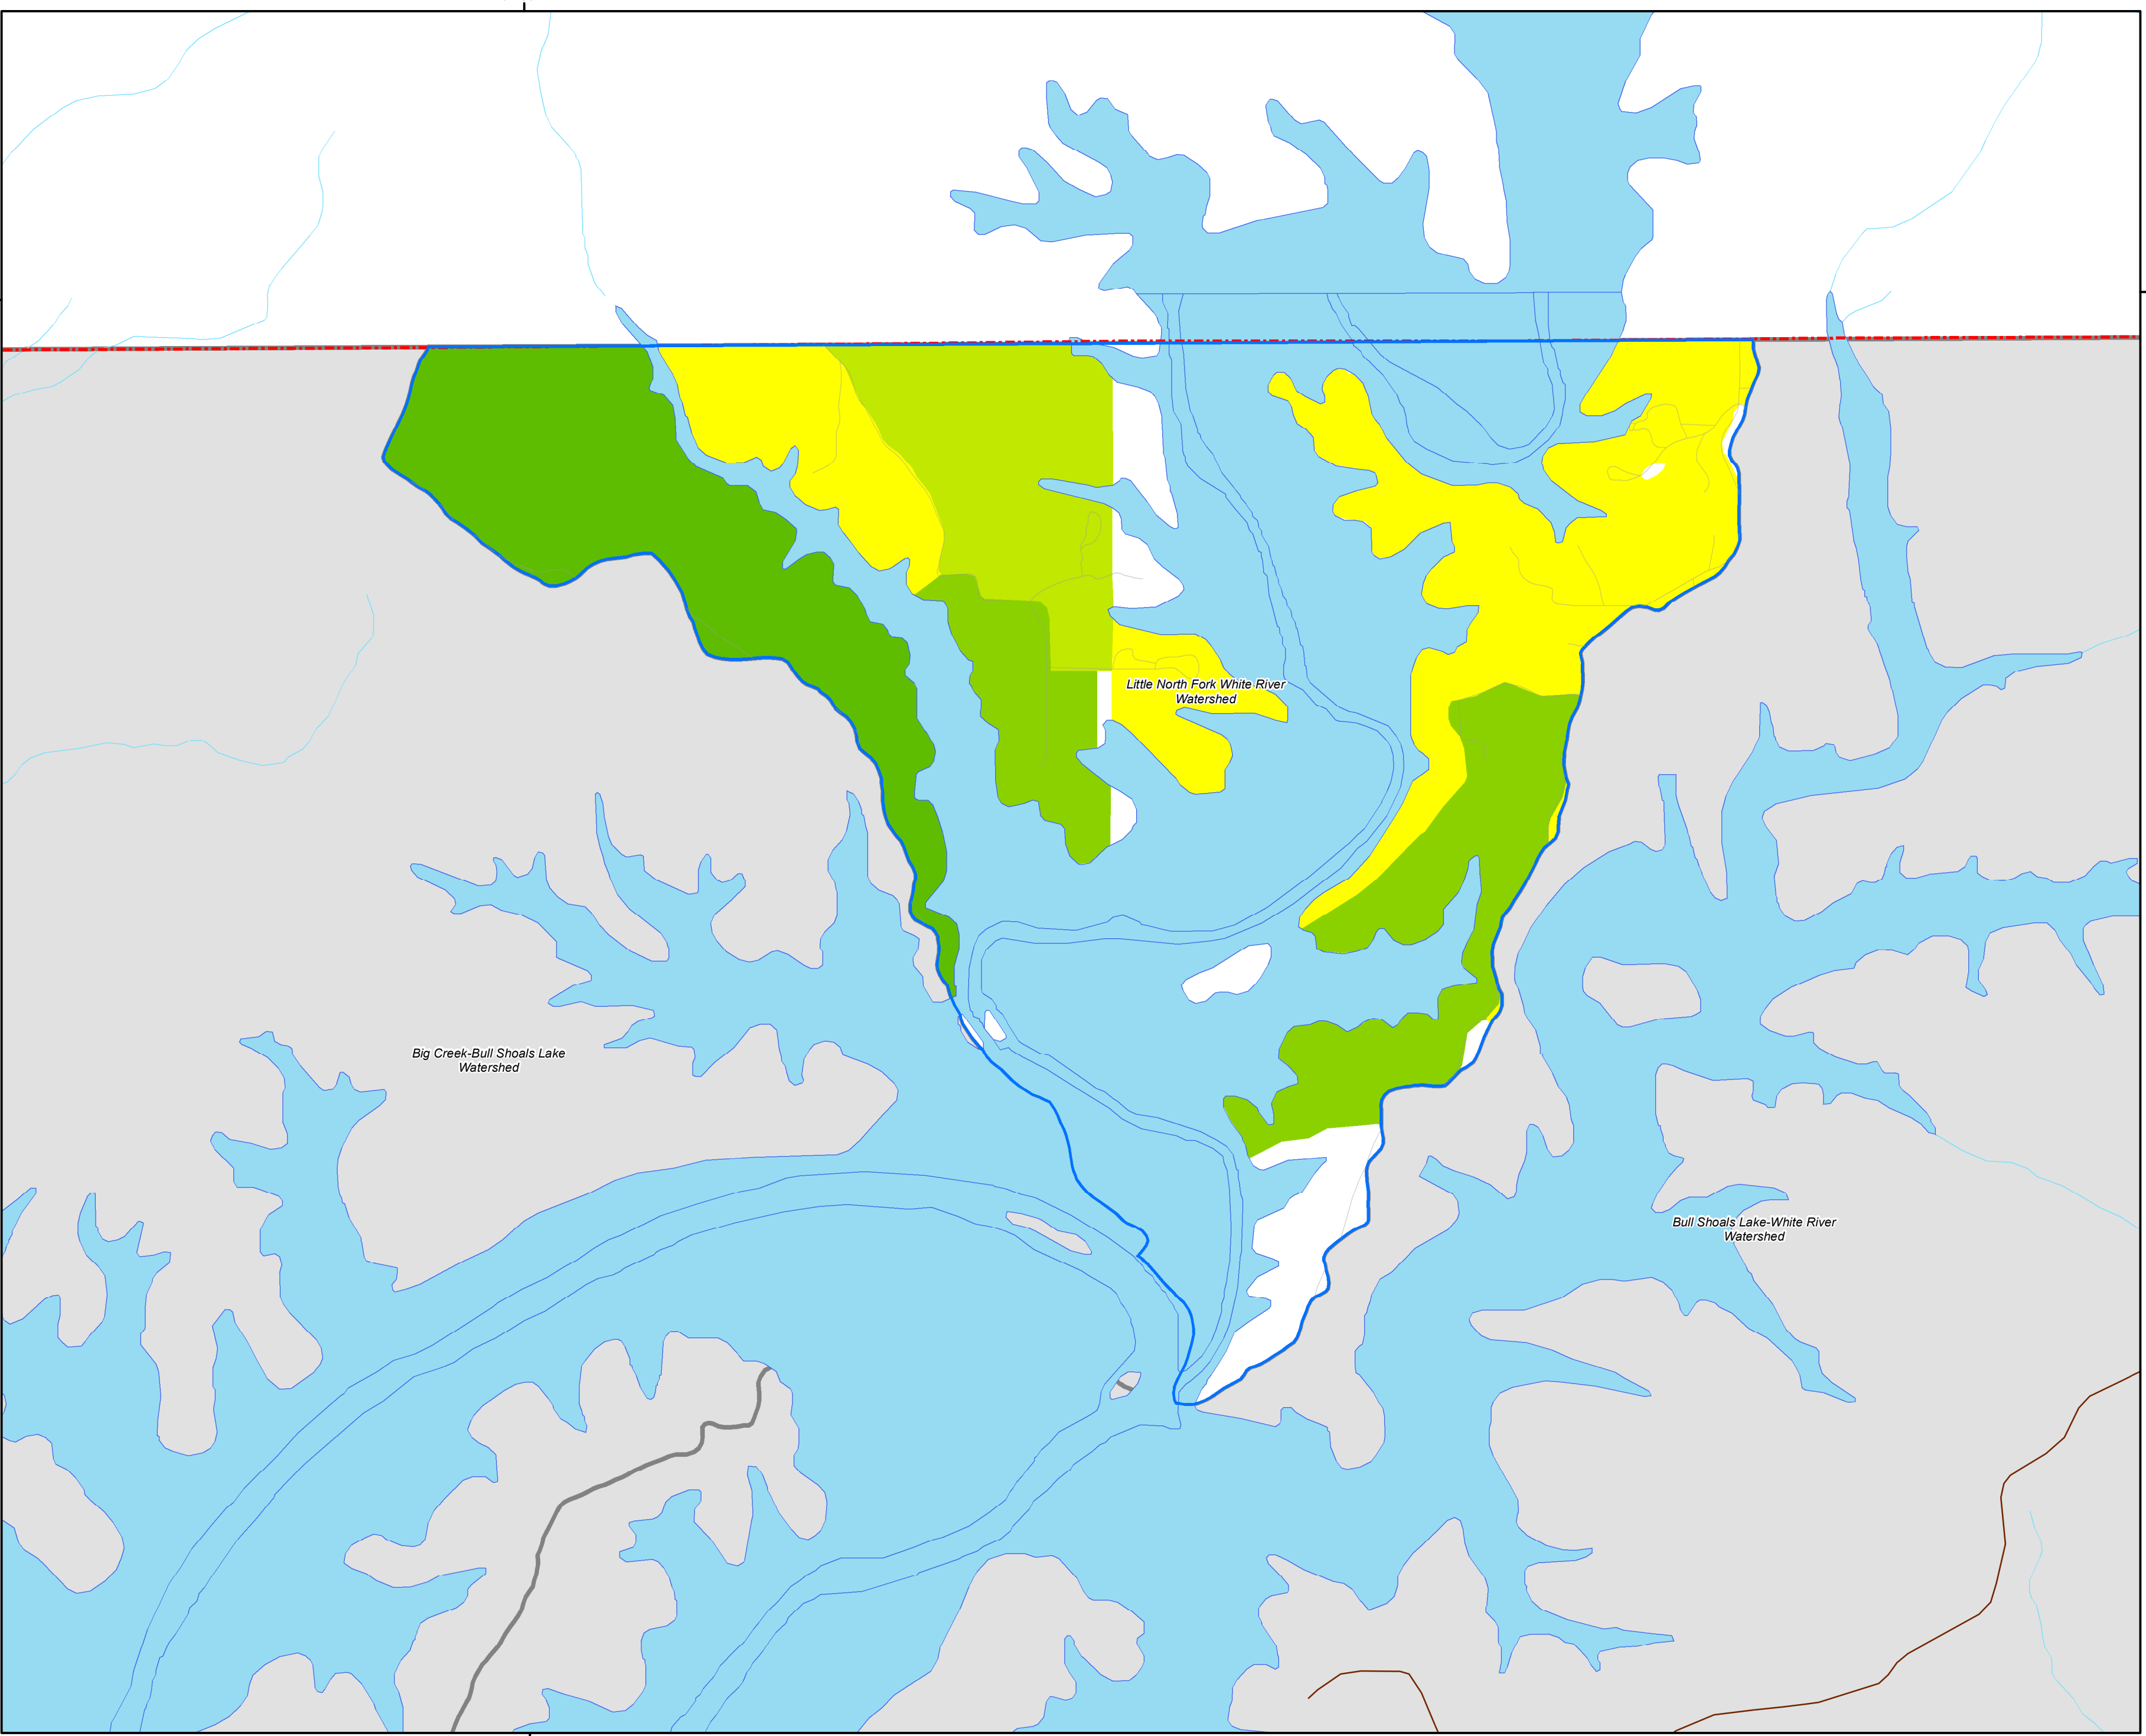 Little North Fork White River
Watershed
Big Creek-Bull Shoals Lake
Watershed
Bull Shoals Lake-White River
Watershed